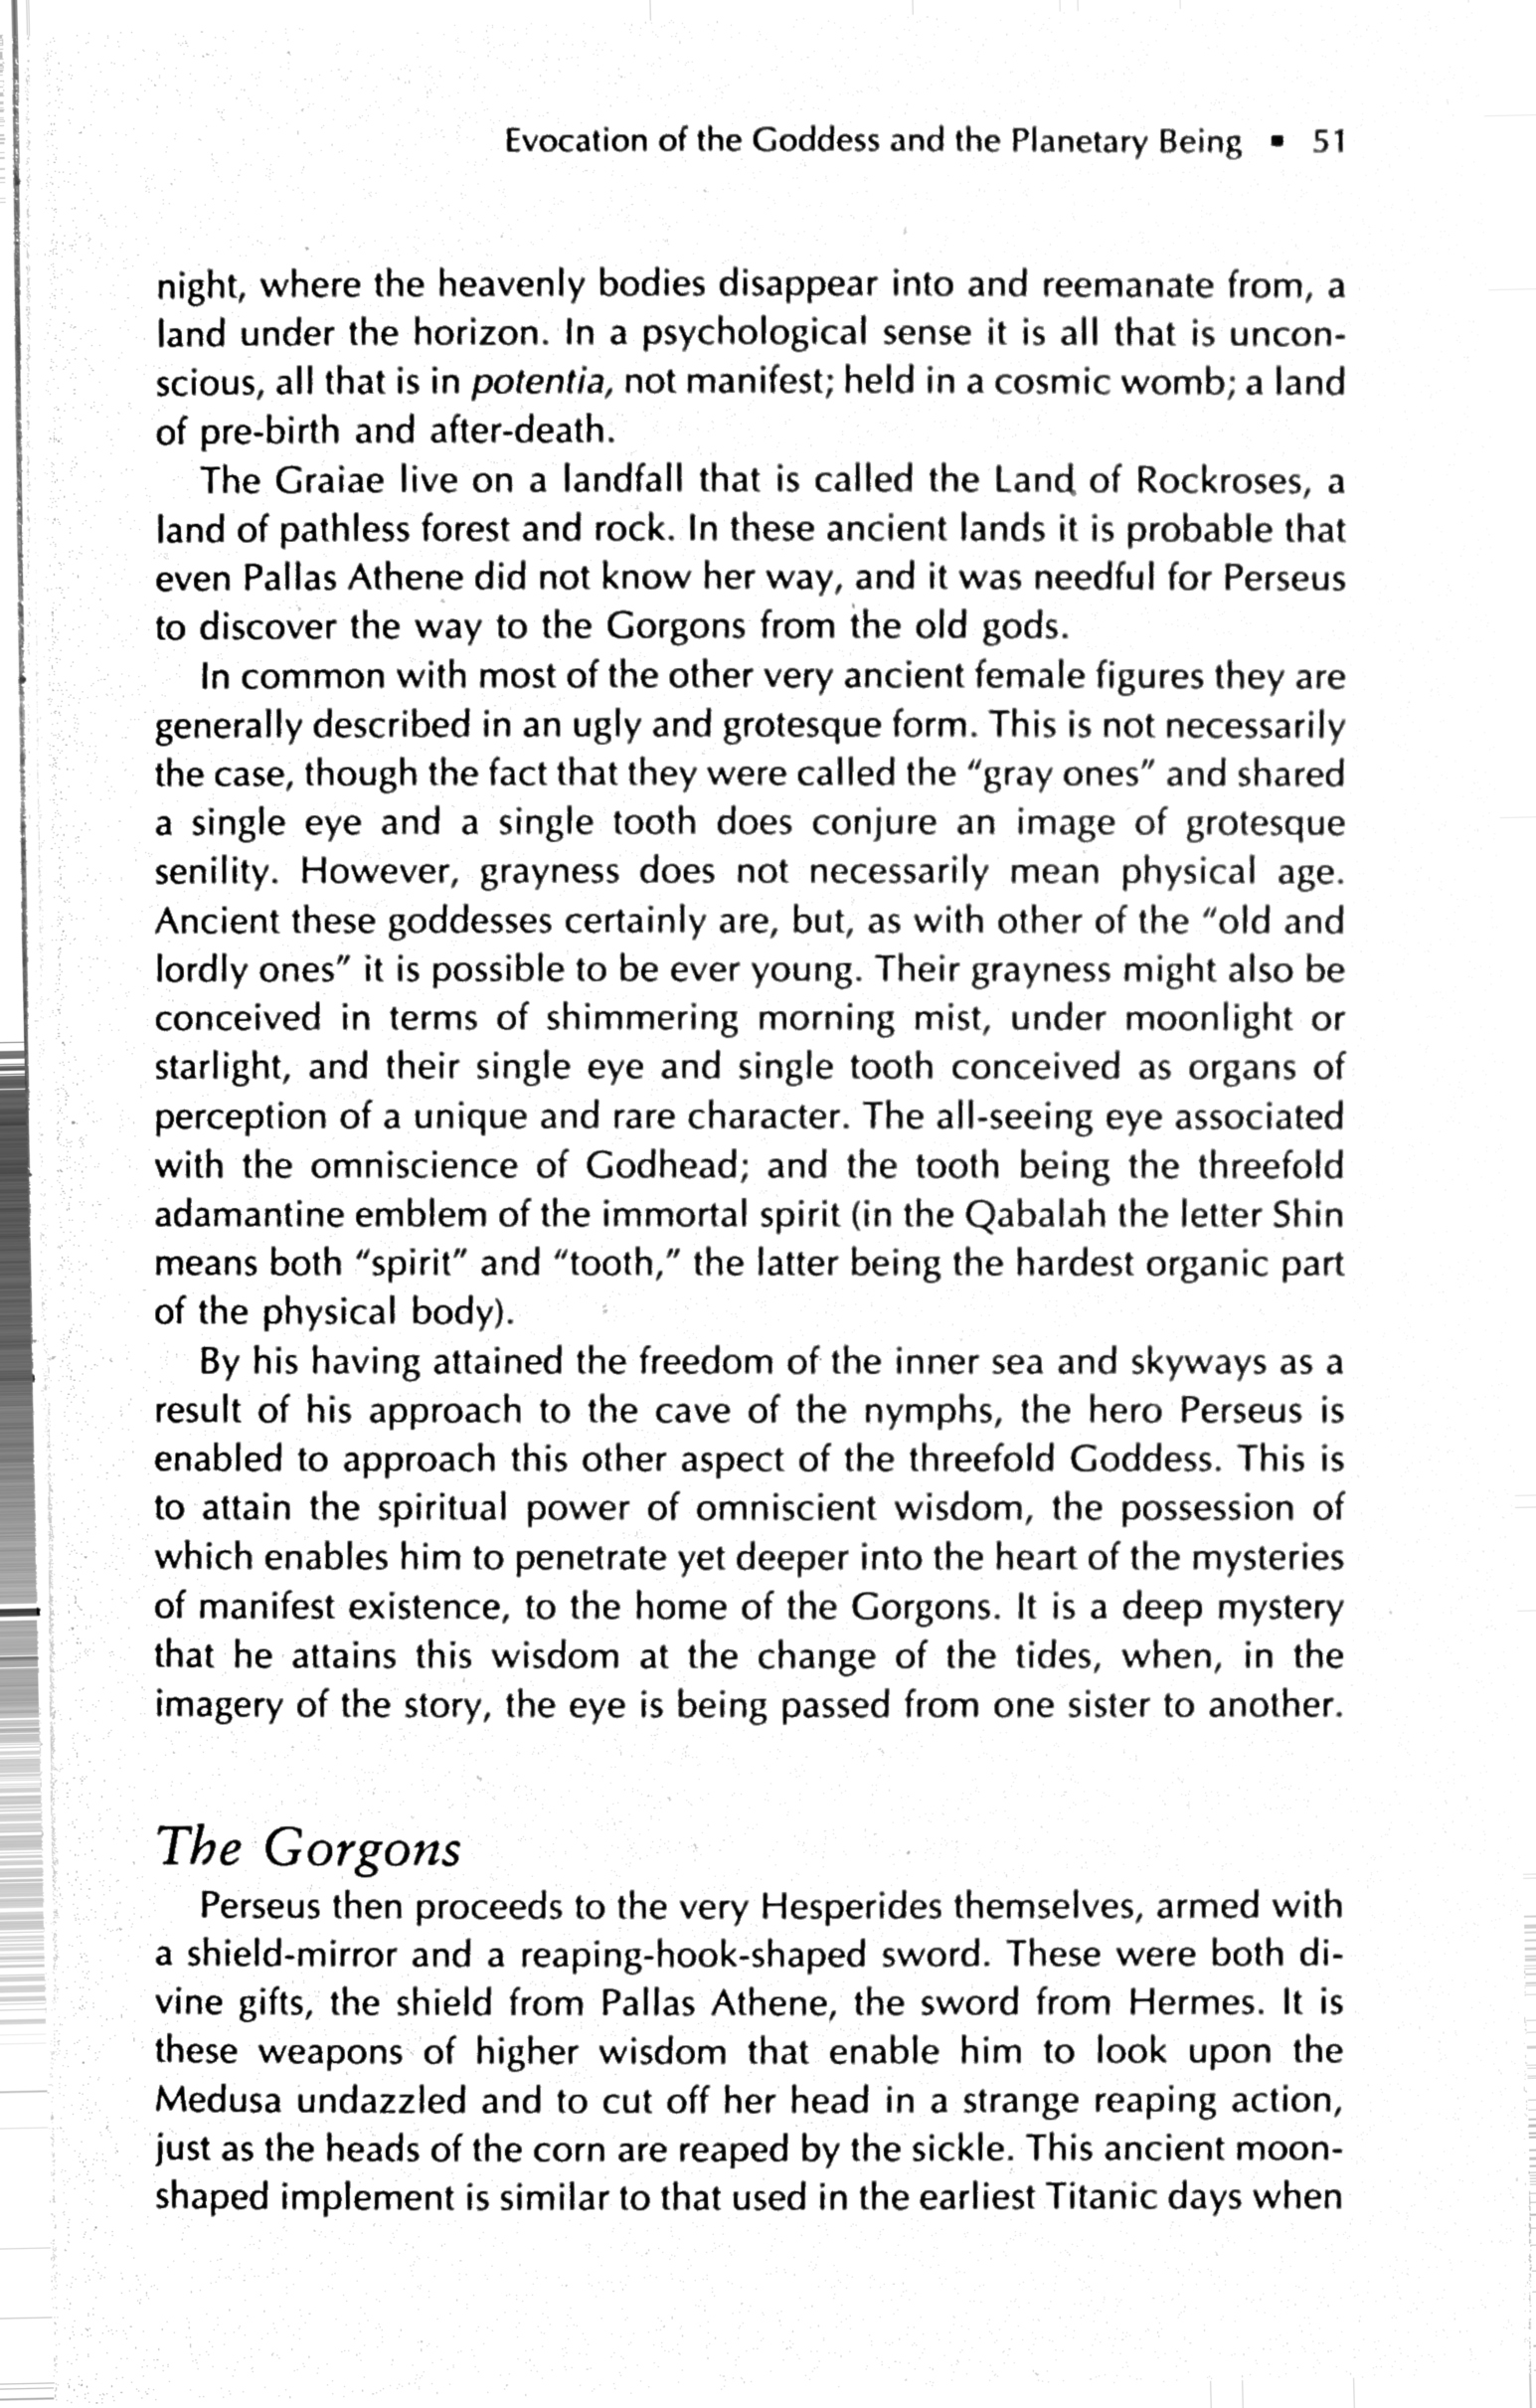 Evocation of the Goddess and the Planetary Being ▪ 51
night, where the heavenly bodies disappear into and reemanate from, a
land under the horizon. In a psychological sense it is all that is uncon-
scious, all that is in potentia, not manifest; held in a cosmic womb; a land
of pre-birth and after-death.
The Graiae live on a landfall that is called the Land of Rockroses, a
land of pathless forest and rock. In these ancient lands it is probable that
even Pallas Athene did not know her way, and it was needful for Perseus
to discover the way to the Gorgons from the old gods.
In common with most of the other very ancient female figures they are
generally described in an ugly and grotesque form. This is not necessarily
the case, though the fact that they were called the "gray ones" and shared
a single eye and a single tooth does conjure an image of grotesque
senility. However, grayness does not necessarily mean physical age.
Ancient these goddesses certainly are, but, as with other of the "old and
lordly ones" it is possible to be ever young. Their grayness might also be
conceived in terms of shimmering morning mist, under moonlight or
starlight, and their single eye and single tooth conceived as organs of
perception of a unique and rare character. The all-seeing eye associated
with the omniscience of Godhead; and the tooth being the threefold
adamantine emblem of the immortal spirit (in the Qabalah the letter Shin
means both "spirit" and "tooth," the latter being the hardest organic part
of the physical body).
By his having attained the freedom of the inner sea and skyways as a
result of his approach to the cave of the nymphs, the hero Perseus is
enabled to approach this other aspect of the threefold Goddess. This is
to attain the spiritual power of omniscient wisdom, the possession of
which enables him to penetrate yet deeper into the heart of the mysteries
of manifest existence, to the home of the Gorgons. It is a deep mystery
that he attains this wisdom at the change of the tides, when, in the
imagery of the story, the eye is being passed from one sister to another.
The Gorgons
Perseus then proceeds to the very Hesperides themselves, armed with
a shield-mirror and a reaping-hook-shaped sword. These were both di-
vine gifts, the shield from Pallas Athene, the sword from Hermes. It is
these weapons of higher wisdom that enable him to look upon the
Medusa undazzled and to cut off her head in a strange reaping action,
just as the heads of the corn are reaped by the sickle. This ancient moon-
shaped implement is similar to that used in the earliest Titanic days when